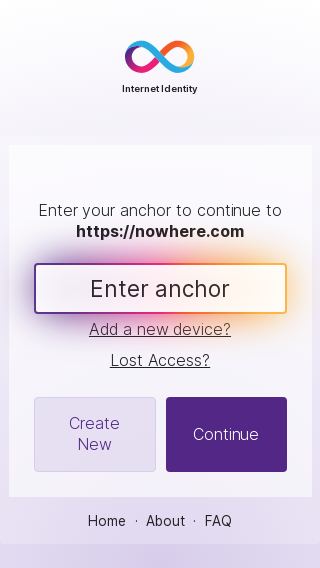 Internet Identity
Enter your anchor to continue to
https://nowhere.com
Enter anchor
Add a new device?
Lost Access?
Create
New
Continue
Home · About · FAQ